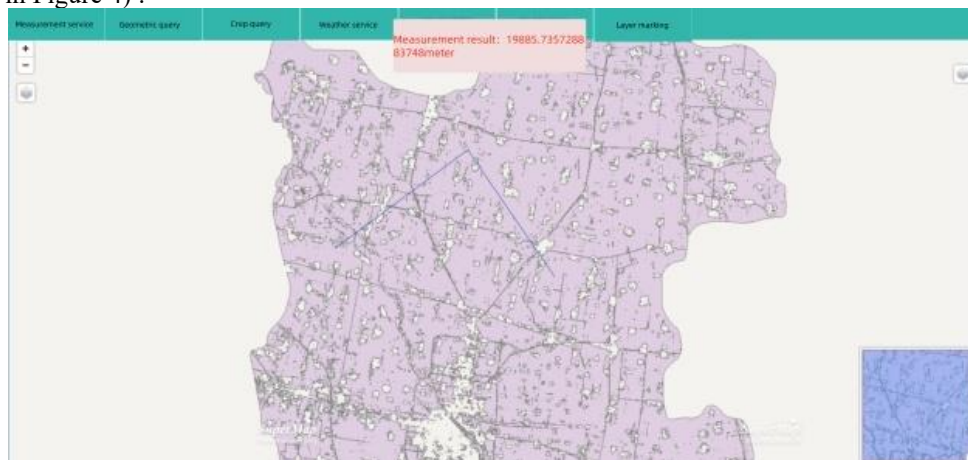 in Figure 4) .
Measurement service Geometric query Crop query Weather service Layer marking
Measurement result: 19885.7357288
83748meter
+
-